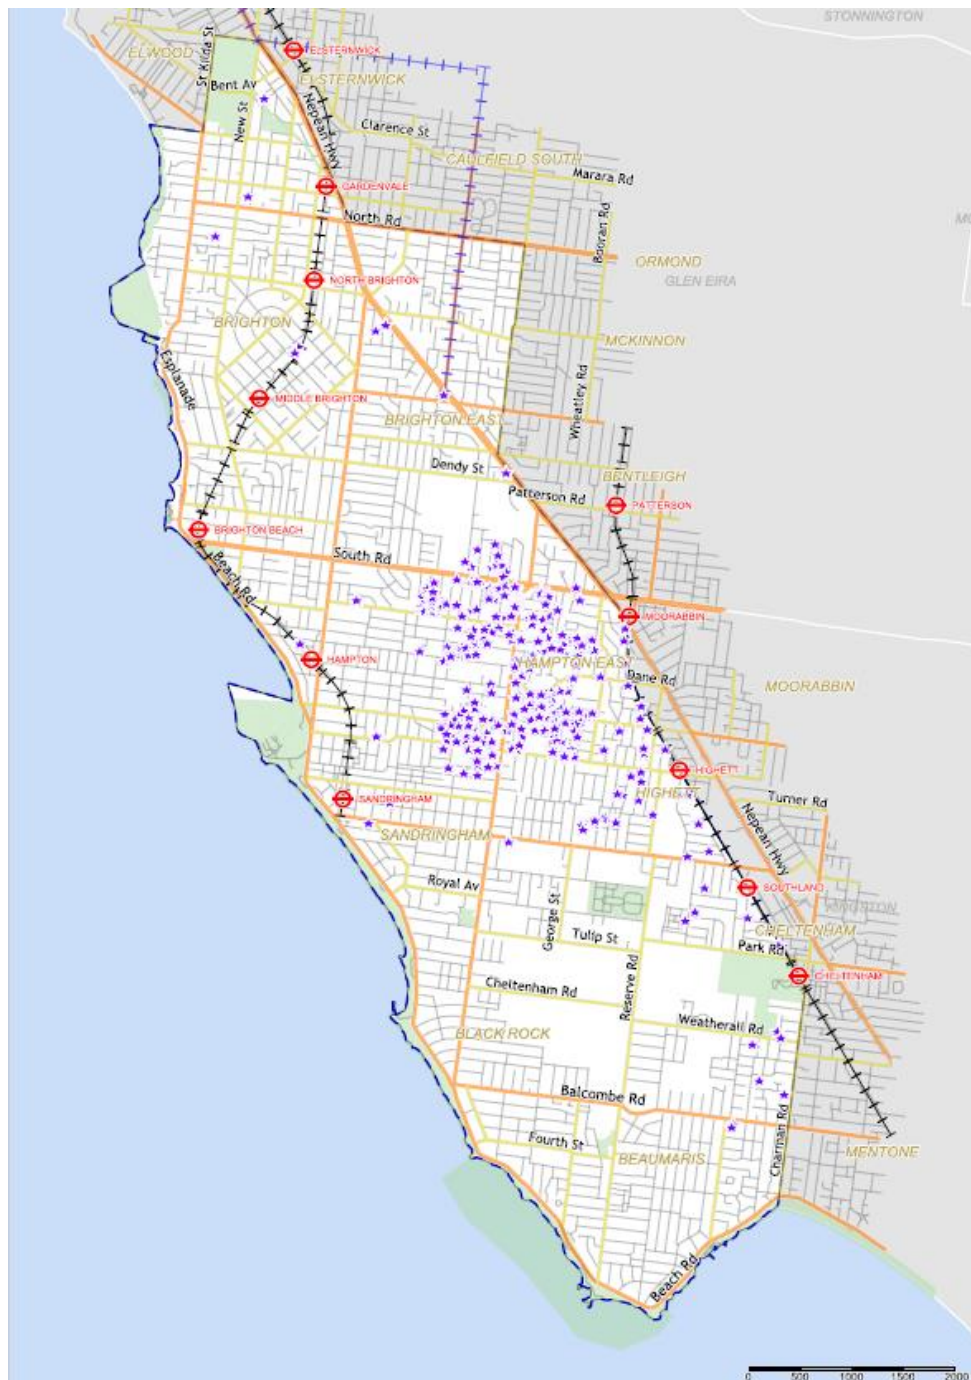 STONNINGTON
ELWOOD
St Kilda St
ELSTERNWICK
ELSTERNWICK
Bent Av
New St
Nepean Hwy
Clarence St
CAULFIELD SOUTH
Marara Rd
GARDENVALE
North Rd
Booran Rd
ORMOND
GLEN EIRA
NORTH BRIGHTON
BRIGHTON
MCKINNON
Esplanade
MIDDLE BRIGHTON
BRIGHTON EAST
Wheatley Rd
Dendy St
BENTLEIGH
Patterson Rd
PATTERSON
BRIGHTON BEACH
South Rd
Beach Rd
MOORABBIN
HAMPTON
HAMPTON EAST
Dane Rd
MOORABBIN
HIGHETT
HIGHETT
SANDRINGHAM
Turner Rd
Nepean Hwy
SANDRINGHAM
Royal Av
SOUTHLAND
KINGSTON
George St
Tulip St
CHELTENHAM
Park Rd
CHELTENHAM
Cheltenham Rd
Reserve Rd
Weatherall Rd
BLACK ROCK
Balcombe Rd
Charman Rd
Fourth St
BEAUMARIS
MENTONE
Beach Rd
0 500 1000 1500 2000